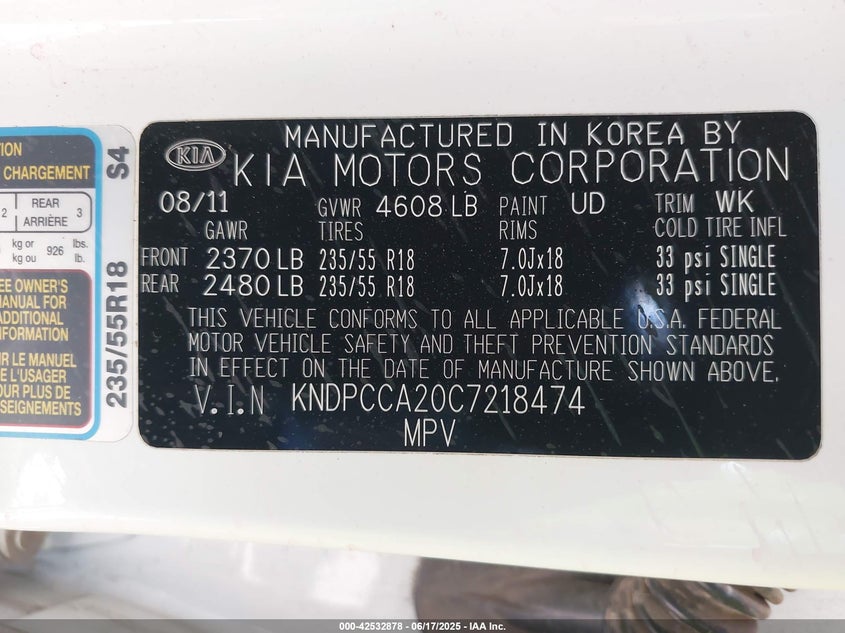 TION
CHARGEMENT
REAR
2 ARRIÈRE 3
kg or 926 lbs.
kg ou lb.
EE OWNER'S
MANUAL FOR
ADDITIONAL
INFORMATION
IR LE MANUEL
E L'USAGER
POUR PLUS DE
SEIGNEMENTS
235/55R18 S4
KIA
MANUFACTURED IN KOREA BY
KIA MOTORS CORPORATION
08/11 GVWR 4608 LB PAINT UD TRIM WK
GAWR TIRES RIMS COLD TIRE INFL
FRONT 2370 LB 235/55 R18 7.0Jx18 33 psi SINGLE
REAR 2480 LB 235/55 R18 7.0Jx18 33 psi SINGLE
THIS VEHICLE CONFORMS TO ALL APPLICABLE U.S.A. FEDERAL
MOTOR VEHICLE SAFETY AND THEFT PREVENTION STANDARDS
IN EFFECT ON THE DATE OF MANUFACTURE SHOWN ABOVE.
V.I.N KNDPCCA20C7218474
MPV
000-42532878 - 06/17/2025 - IAA Inc.